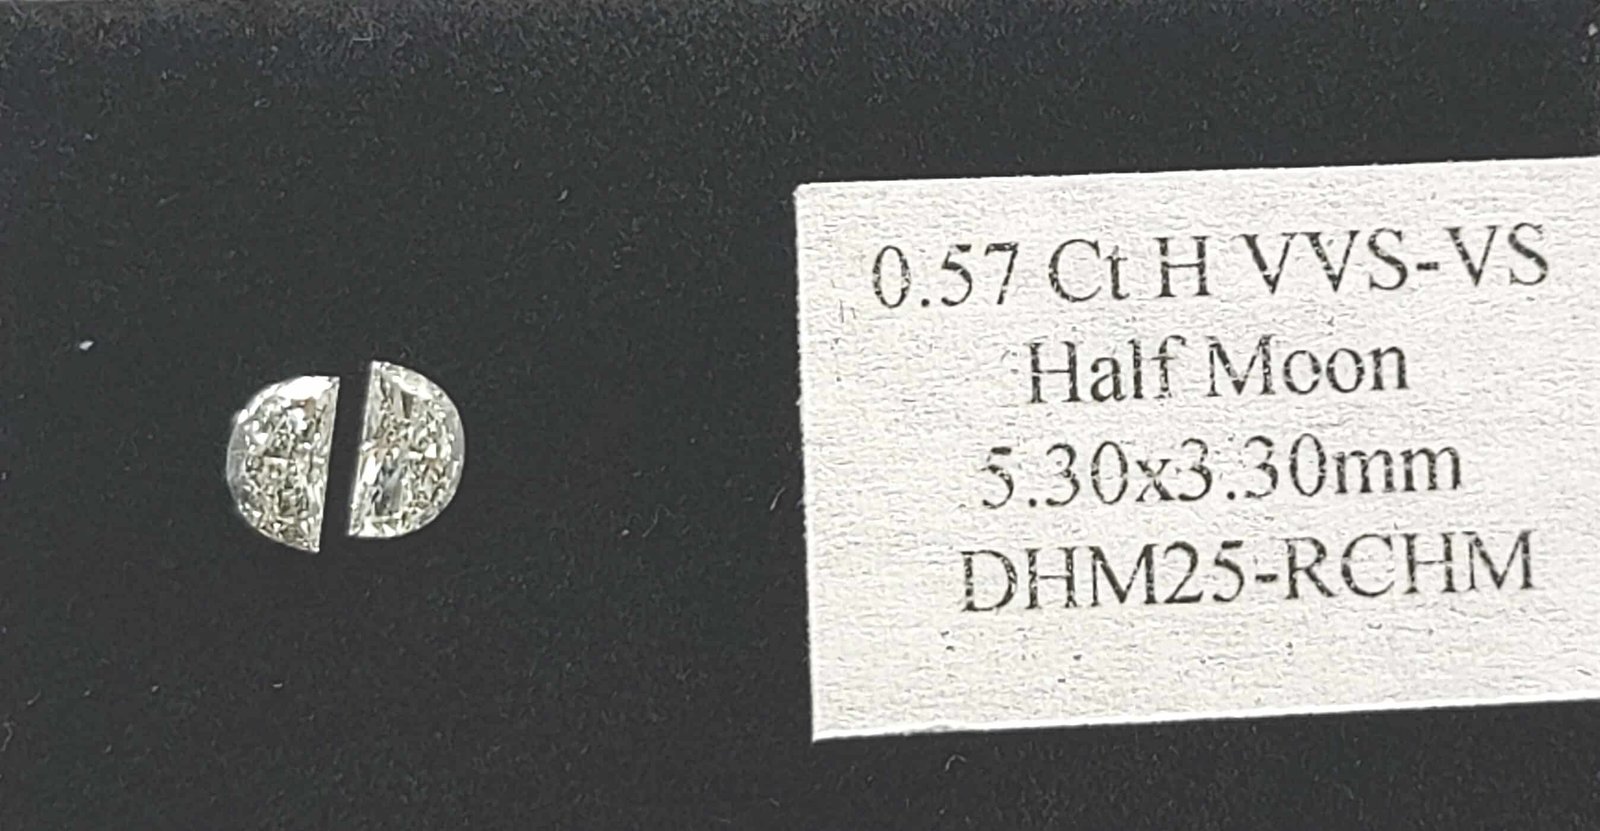 0.57 Ct H VVS-VS
Half Moon
5.30x3.30mm
DHM25-RCHM